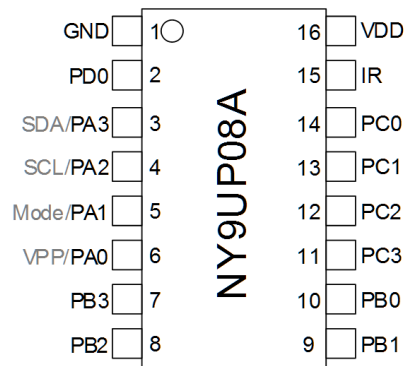 GND 1 16 VDD
PD0 2 15 IR
SDA/PA3 3 14 PC0
SCL/PA2 4 13 PC1
Mode/PA1 5 12 PC2
VPP/PA0 6 11 PC3
PB3 7 10 PB0
PB2 8 9 PB1
NY9UP08A